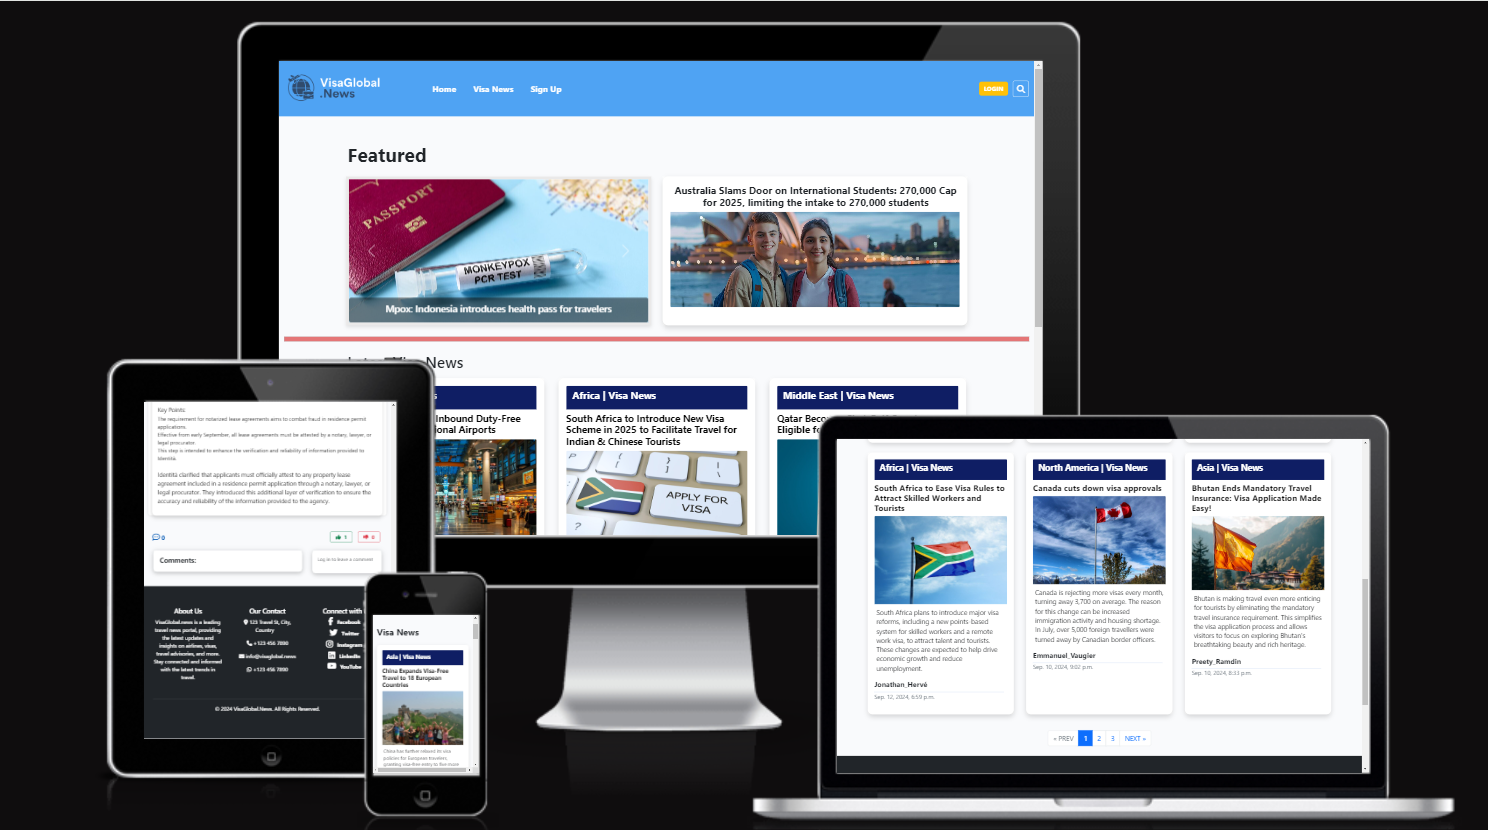 VisaGlobal
.News
Home
Visa News
Sign Up
LOGIN
Featured
PASSPORT
MONKEYPOX
PCR TEST
Mpox: Indonesia introduces health pass for travelers
Australia Slams Door on International Students: 270,000 Cap
for 2025, limiting the intake to 270,000 students
News
s
Inbound Duty-Free
onal Airports
Africa | Visa News
South Africa to Introduce New Visa
Scheme in 2025 to Facilitate Travel for
Indian & Chinese Tourists
APPLY FOR
VISA
Middle East | Visa News
Qatar Beco
Eligible fo
Key Points
The requirement for notarized lease agreements aims to combat fraud in residence permit
applications.
Effective from early September, all lease agreements must be attested by a notary, lawyer, or
legal procurator.
This step is intended to enhance the verification and reliability of information provided to
Identità.
Identità clarified that applicants must officially attest to any property lease
agreement included in a residence permit application through a notary, lawyer, or
legal procurator. They introduced this additional layer of verification to ensure the
accuracy and reliability of the information provided to the agency.
0
1
0
Comments:
Log in to leave a comment
About Us
VisaGlobal.news is a leading
travel news portal, providing
the latest updates and
insights on airlines, visas,
travel advisories, and more.
Stay connected and informed
with the latest trends in
travel.
Our Contact
123 Travel St, City,
Country
+123 456 7890
info@visaglobal.news
+123 456 7890
Connect with
Facebook
Twitter
Instagram
LinkedIn
YouTube
© 2024 VisaGlobal.News. All Rights Reserved.
Visa News
Asia | Visa News
China Expands Visa-Free
Travel to 18 European
Countries
China has further relaxed its visa
policies for European travelers,
granting visa-free entry to five more
Africa | Visa News
South Africa to Ease Visa Rules to
Attract Skilled Workers and
Tourists
South Africa plans to introduce major visa
reforms, including a new points-based
system for skilled workers and a remote
work visa, to attract talent and tourists.
These changes are expected to help drive
economic growth and reduce
unemployment.
Jonathan_Hervé
Sep. 12, 2024, 6:59 p.m.
North America | Visa News
Canada cuts down visa approvals
Canada is rejecting more visas every month,
turning away 3,700 on average. The reason
for this change can be increased
immigration activity and housing shortage.
In July, over 5,000 foreign travellers were
turned away by Canadian border officers.
Emmanuel_Vaugier
Sep. 10, 2024, 9:02 p.m.
Asia | Visa News
Bhutan Ends Mandatory Travel
Insurance: Visa Application Made
Easy!
Bhutan is making travel even more enticing
for tourists by eliminating the mandatory
travel insurance requirement. This simplifies
the visa application process and allows
visitors to focus on exploring Bhutan's
breathtaking beauty and rich heritage.
Preety_Ramdin
Sep. 10, 2024, 8:33 p.m.
« PREV
1
2
3
NEXT »